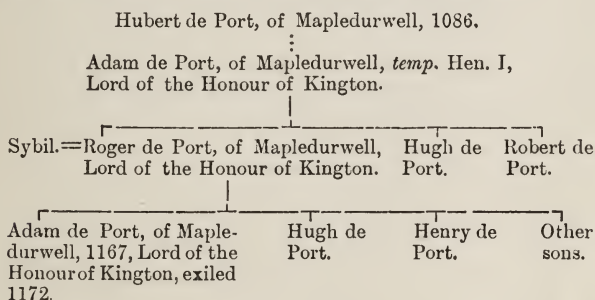 Hubert de Port, of Mapledurwell, 1086.
Adam de Port, of Mapledurwell, temp. Hen. I,
Lord of the Honour of Kington.
Sybil.=Roger de Port, of Mapledurwell, Hugh de Robert de
Lord of the Honour of Kington. Port. Port.
Adam de Port, of Maple- Hugh de Henry de Other
durwell, 1167, Lord of the Port. Port. sons.
Honour of Kington, exiled
1172.